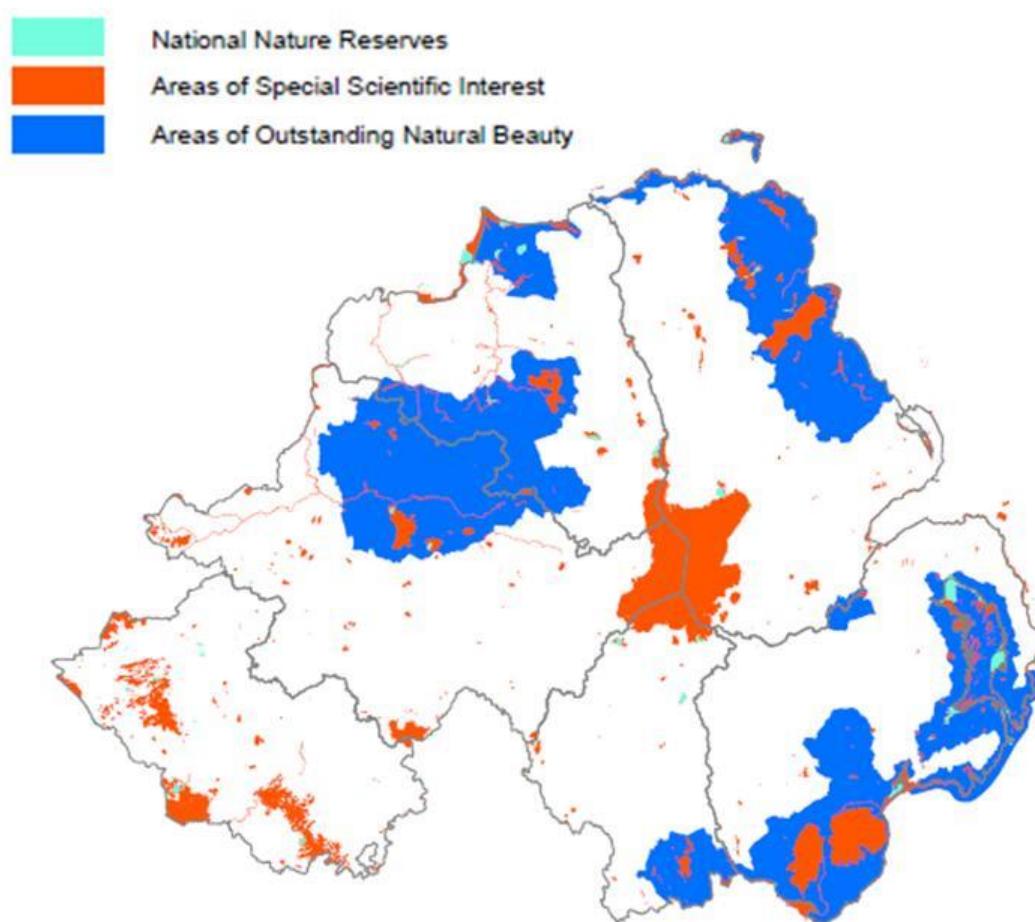 National Nature Reserves
Areas of Special Scientific Interest
Areas of Outstanding Natural Beauty